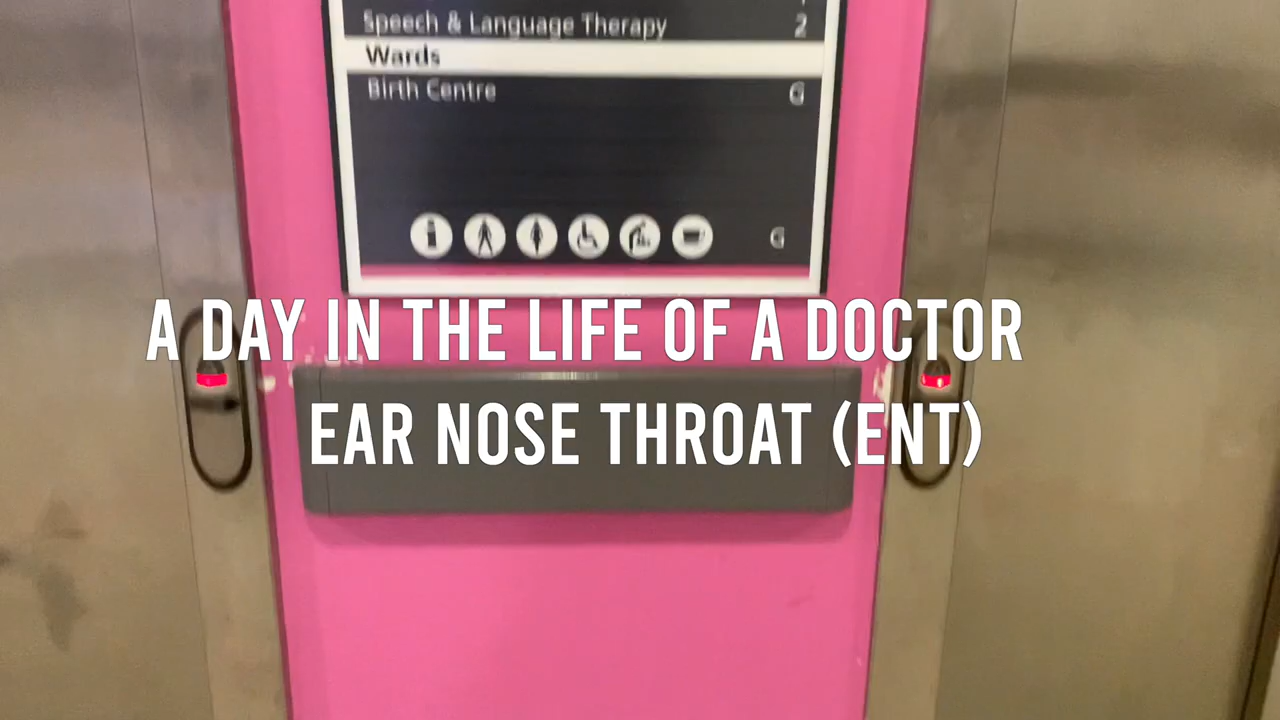 Speech & Language Therapy 2
Wards
Birth Centre G
G
A DAY IN THE LIFE OF A DOCTOR
EAR NOSE THROAT (ENT)